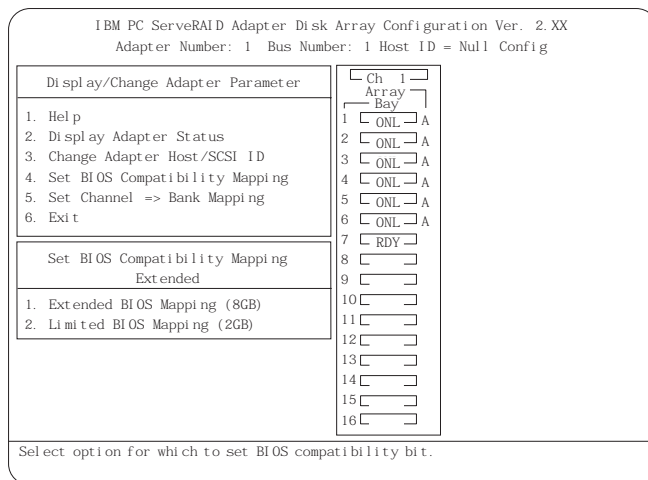 IBM PC ServeRAID Adapter Disk Array Configuration Ver. 2.XX
Adapter Number: 1 Bus Number: 1 Host ID = Null Config
Display/Change Adapter Parameter
1. Help
2. Display Adapter Status
3. Change Adapter Host/SCSI ID
4. Set BIOS Compatibility Mapping
5. Set Channel => Bank Mapping
6. Exit
Set BIOS Compatibility Mapping
Extended
1. Extended BIOS Mapping (8GB)
2. Limited BIOS Mapping (2GB)
Ch 1
Array
Bay
1 ONL A
2 ONL A
3 ONL A
4 ONL A
5 ONL A
6 ONL A
7 RDY
8
9
10
11
12
13
14
15
16
Select option for which to set BIOS compatibility bit.